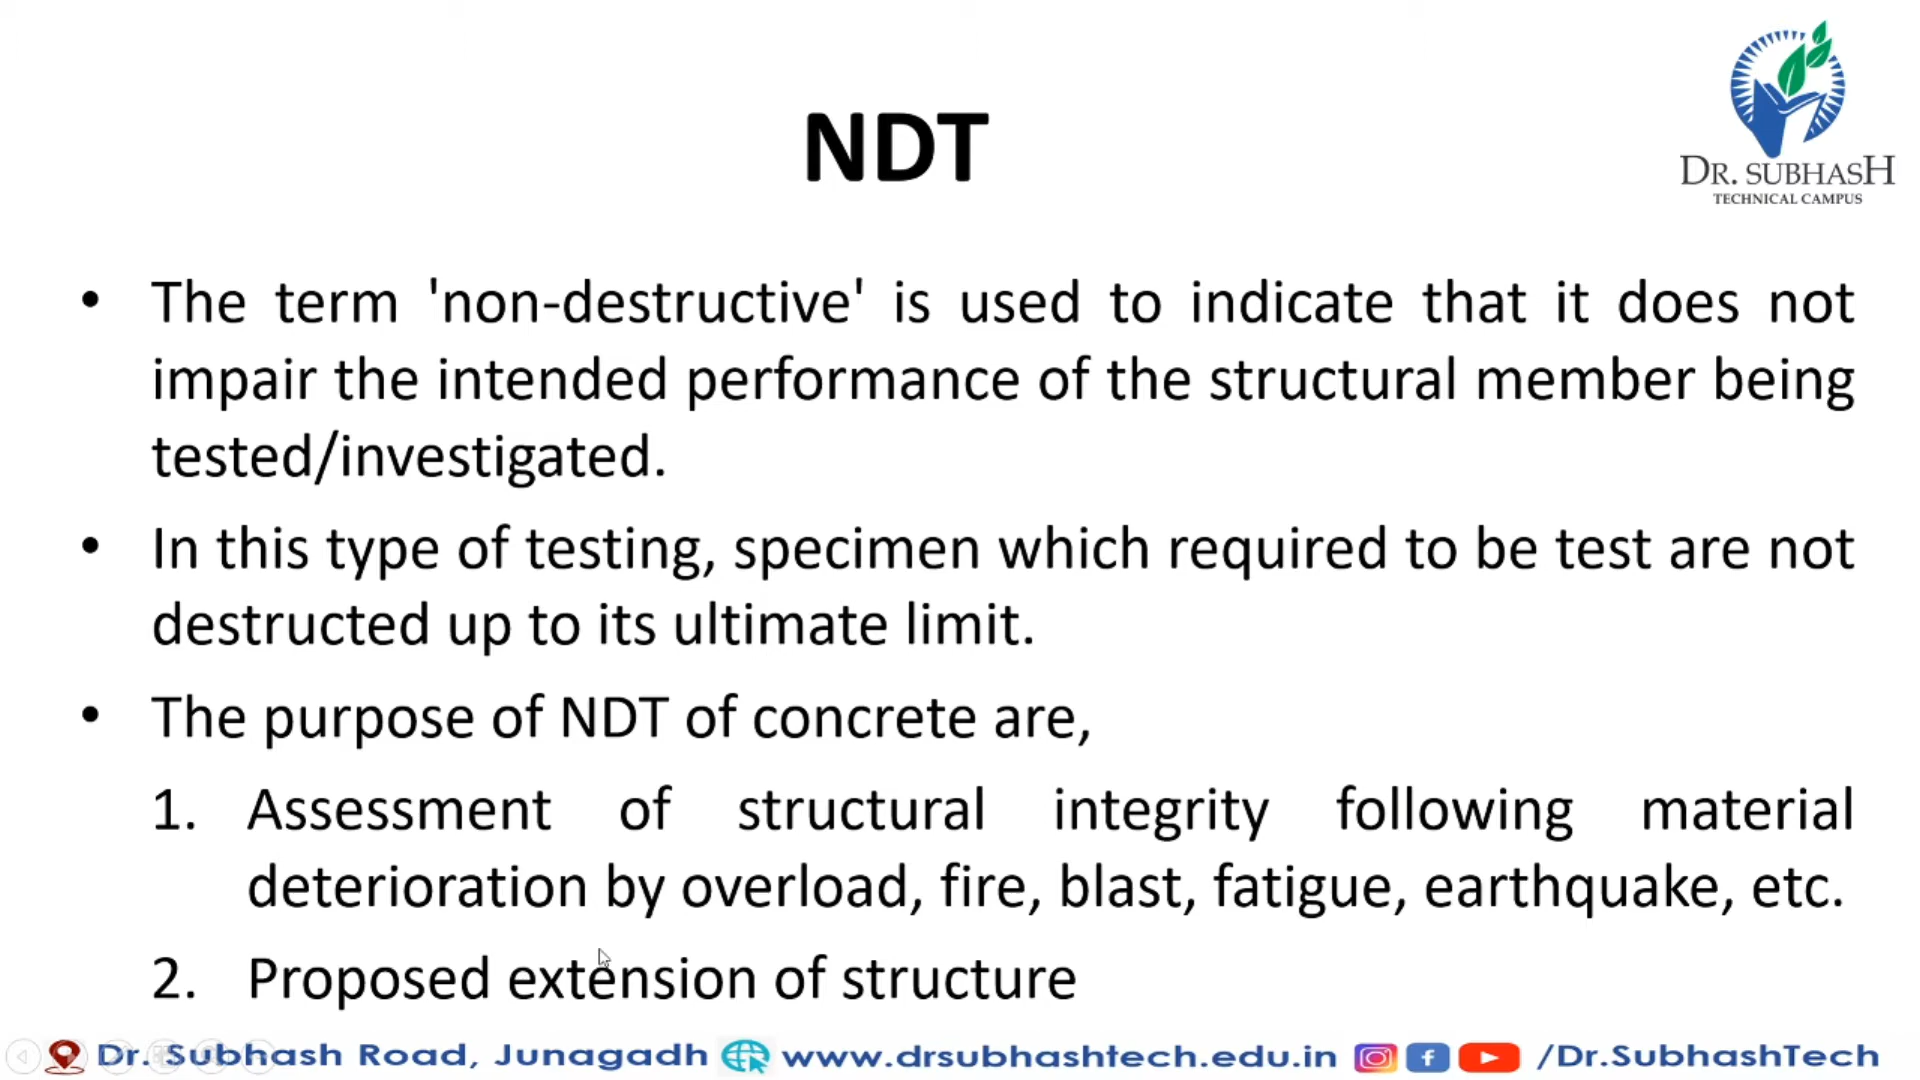 DR. SUBHASH
TECHNICAL CAMPUS
NDT
• The term 'non-destructive' is used to indicate that it does not
impair the intended performance of the structural member being
tested/investigated.
• In this type of testing, specimen which required to be test are not
destructed up to its ultimate limit.
• The purpose of NDT of concrete are,
1. Assessment of structural integrity following material
deterioration by overload, fire, blast, fatigue, earthquake, etc.
2. Proposed extension of structure
Dr. Subhash Road, Junagadh www.drsubhashtech.edu.in /Dr.SubhashTech